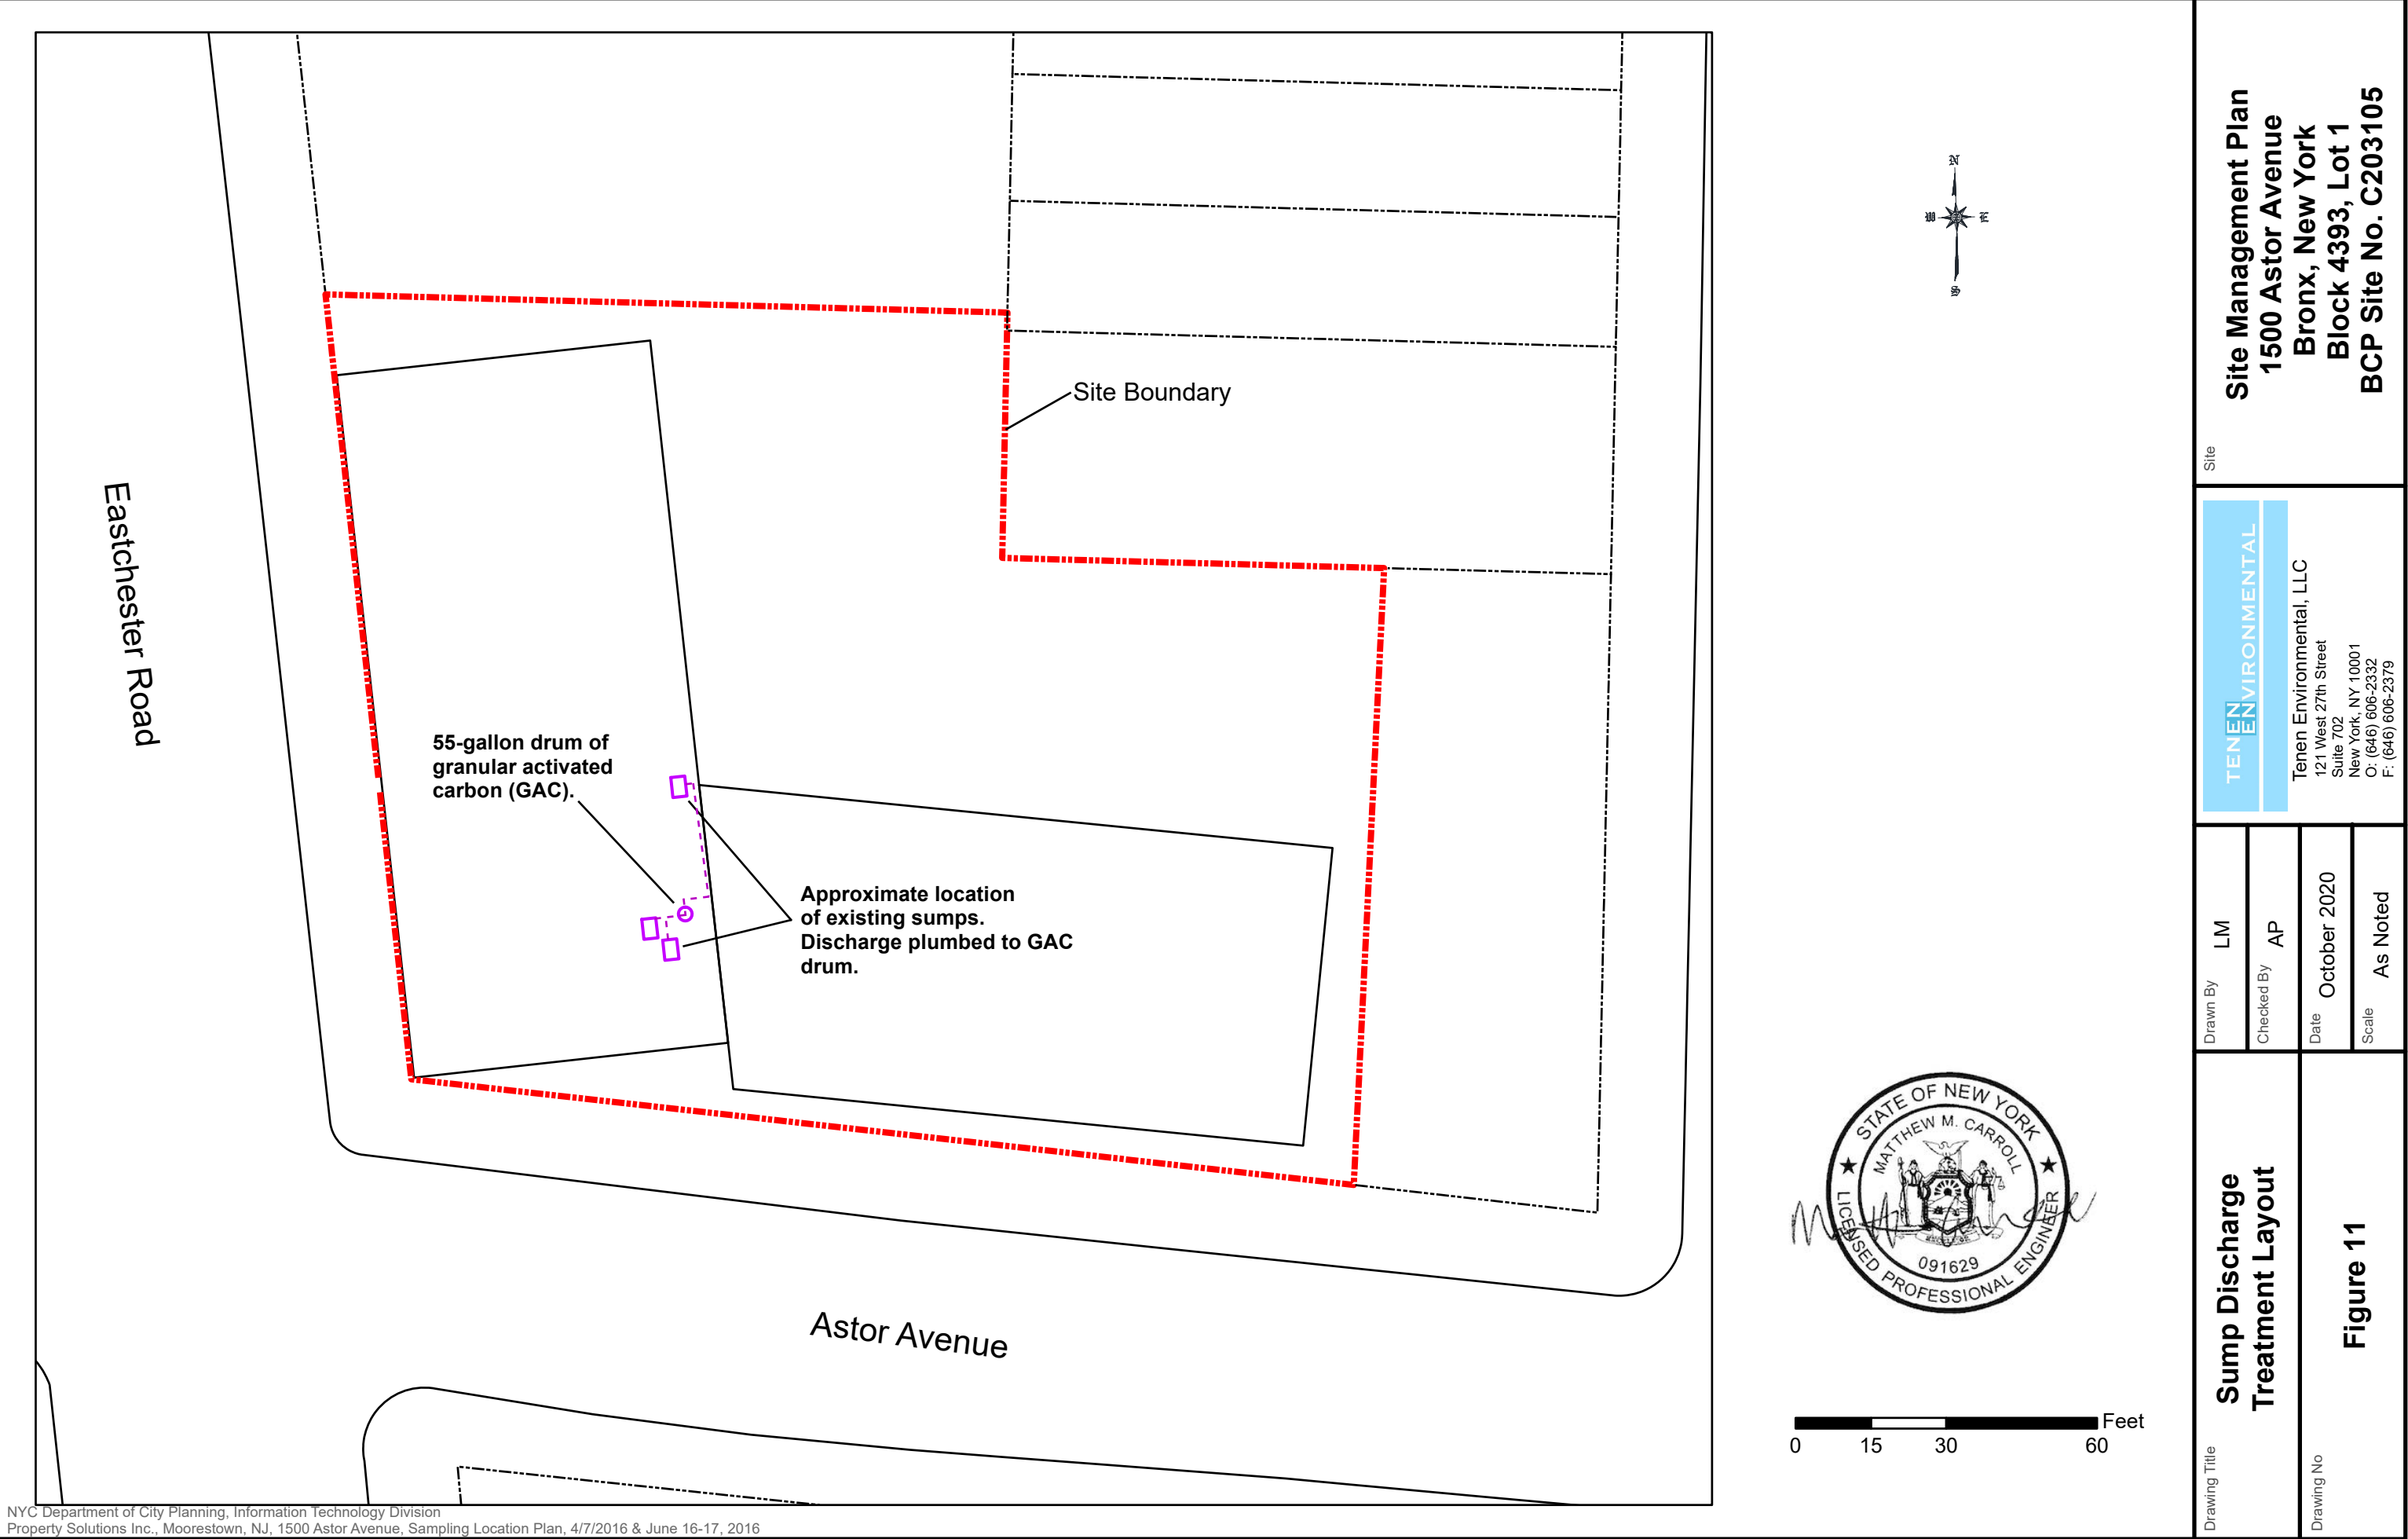 Eastchester Road
Site Boundary
55-gallon drum of
granular activated
carbon (GAC).
Approximate location
of existing sumps.
Discharge plumbed to GAC
drum.
Astor Avenue
N
W
E
S
STATE OF NEW YORK
MATTHEW M. CARROLL
091629
LICENSED PROFESSIONAL ENGINEER
Feet
0 15 30 60
Site
Site Management Plan
1500 Astor Avenue
Bronx, New York
Block 4393, Lot 1
BCP Site No. C203105
TENEN
ENVIRONMENTAL
Tenen Environmental, LLC
121 West 27th Street
Suite 702
New York, NY 10001
O: (646) 606-2332
F: (646) 606-2379
Drawn By
LM
Checked By
AP
Date
October 2020
Scale
As Noted
Drawing Title
Sump Discharge
Treatment Layout
Drawing No
Figure 11
NYC Department of City Planning, Information Technology Division
Property Solutions Inc., Moorestown, NJ, 1500 Astor Avenue, Sampling Location Plan, 4/7/2016 & June 16-17, 2016